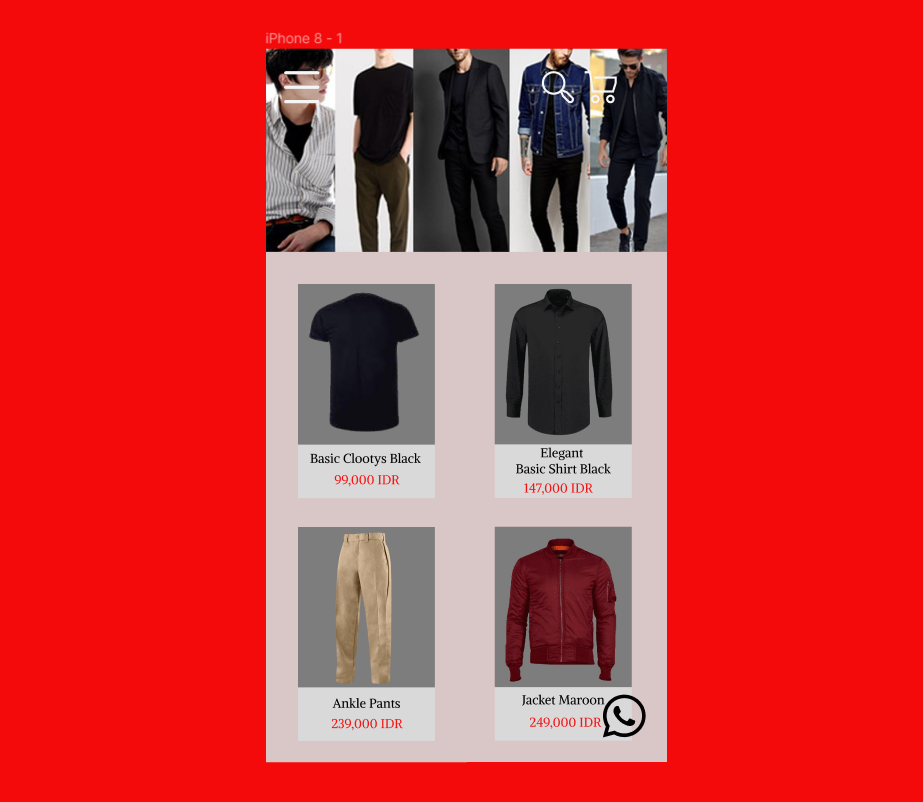 iPhone 8 - 1
Basic Clootys Black
99,000 IDR
Elegant
Basic Shirt Black
147,000 IDR
Ankle Pants
239,000 IDR
Jacket Maroon
249,000 IDR